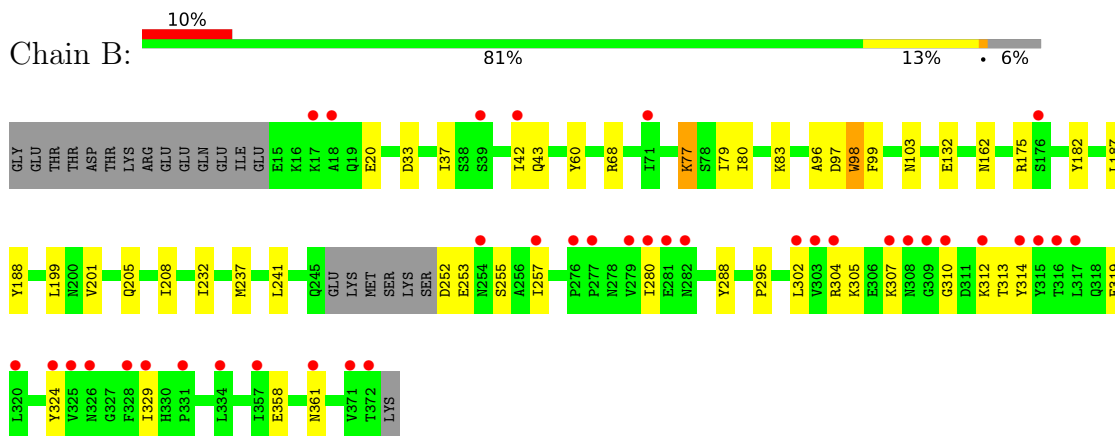 10%
Chain B:
81% 13% • 6%
GLY GLU THR THR ASP THR LYS ARG GLU GLU GLN GLU ILE GLU E15 K16 K17 A18 Q19 E20 D33 I37 S38 S39 I42 Q43 Y60 R68 I71 K77 S78 I79 I80 K83 A96 D97 W98 F99 N103 E132 N162 R175 S176 Y182 L187
Y188 L199 N200 V201 Q205 I208 I232 M237 L241 Q245 GLU LYS MET SER LYS SER D252 E253 N254 S255 A256 I257 P276 P277 N278 V279 I280 E281 N282 Y288 P295 L302 V303 R304 K305 E306 K307 N308 G309 G310 D311 K312 T313 Y314 Y315 T316 L317 Q318 E319
L320 Y324 V325 N326 G327 F328 I329 H330 P331 L334 I357 E358 N361 V371 T372 LYS